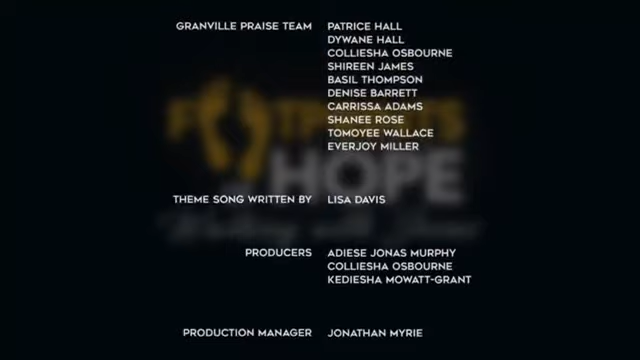 GRANVILLE PRAISE TEAM PATRICE HALL
DYWANE HALL
COLLIESHA OSBOURNE
SHIREEN JAMES
BASIL THOMPSON
DENISE BARRETT
CARRISSA ADAMS
SHANEE ROSE
TOMOYEE WALLACE
EVERJOY MILLER
HOPE
THEME SONG WRITTEN BY LISA DAVIS
PRODUCERS ADIESE JONAS MURPHY
COLLIESHA OSBOURNE
KEDIESHA MOWATT-GRANT
PRODUCTION MANAGER JONATHAN MYRIE